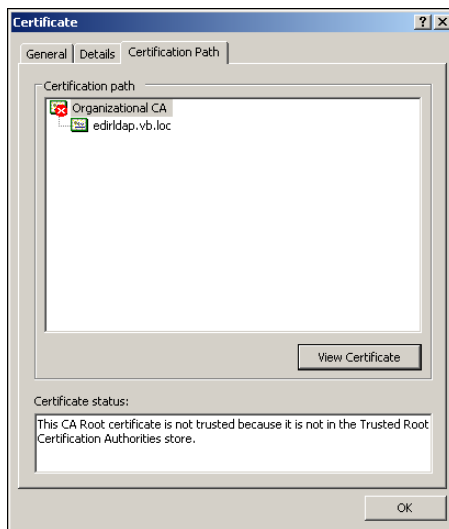 Certificate
General
Details
Certification Path
Certification path
Organizational CA
edirldap.vb.loc
View Certificate
Certificate status:
This CA Root certificate is not trusted because it is not in the Trusted Root
Certification Authorities store.
OK